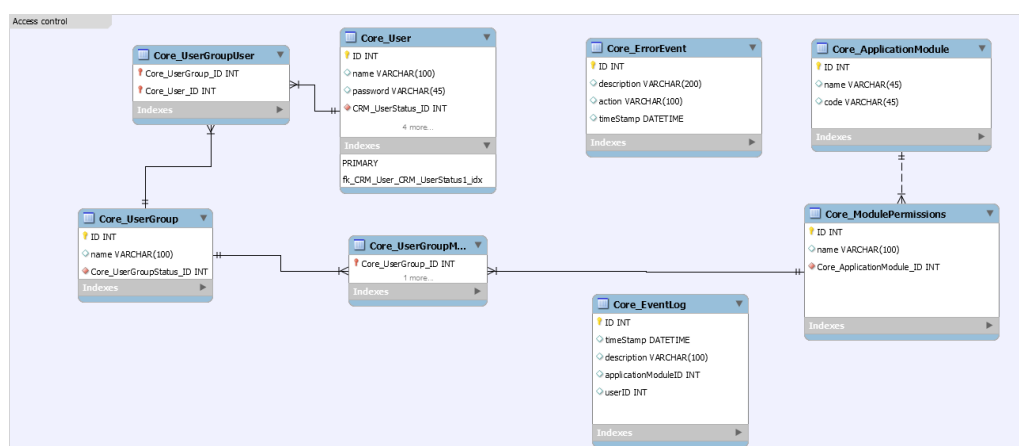 Access control
Core_UserGroupUser
Core_UserGroup_ID INT
Core_User_ID INT
Indexes
Core_User
ID INT
name VARCHAR(100)
password VARCHAR(45)
CRM_UserStatus_ID INT
4 more...
Indexes
PRIMARY
fk_CRM_User_CRM_UserStatus1_idx
Core_ErrorEvent
ID INT
description VARCHAR(200)
action VARCHAR(100)
timeStamp DATETIME
Indexes
Core_ApplicationModule
ID INT
name VARCHAR(45)
code VARCHAR(45)
Indexes
Core_UserGroup
ID INT
name VARCHAR(100)
Core_UserGroupStatus_ID INT
Indexes
Core_UserGroupM...
Core_UserGroup_ID INT
1 more...
Indexes
Core_ModulePermissions
ID INT
name VARCHAR(100)
Core_ApplicationModule_ID INT
Indexes
Core_EventLog
ID INT
timeStamp DATETIME
description VARCHAR(100)
applicationModuleID INT
userID INT
Indexes